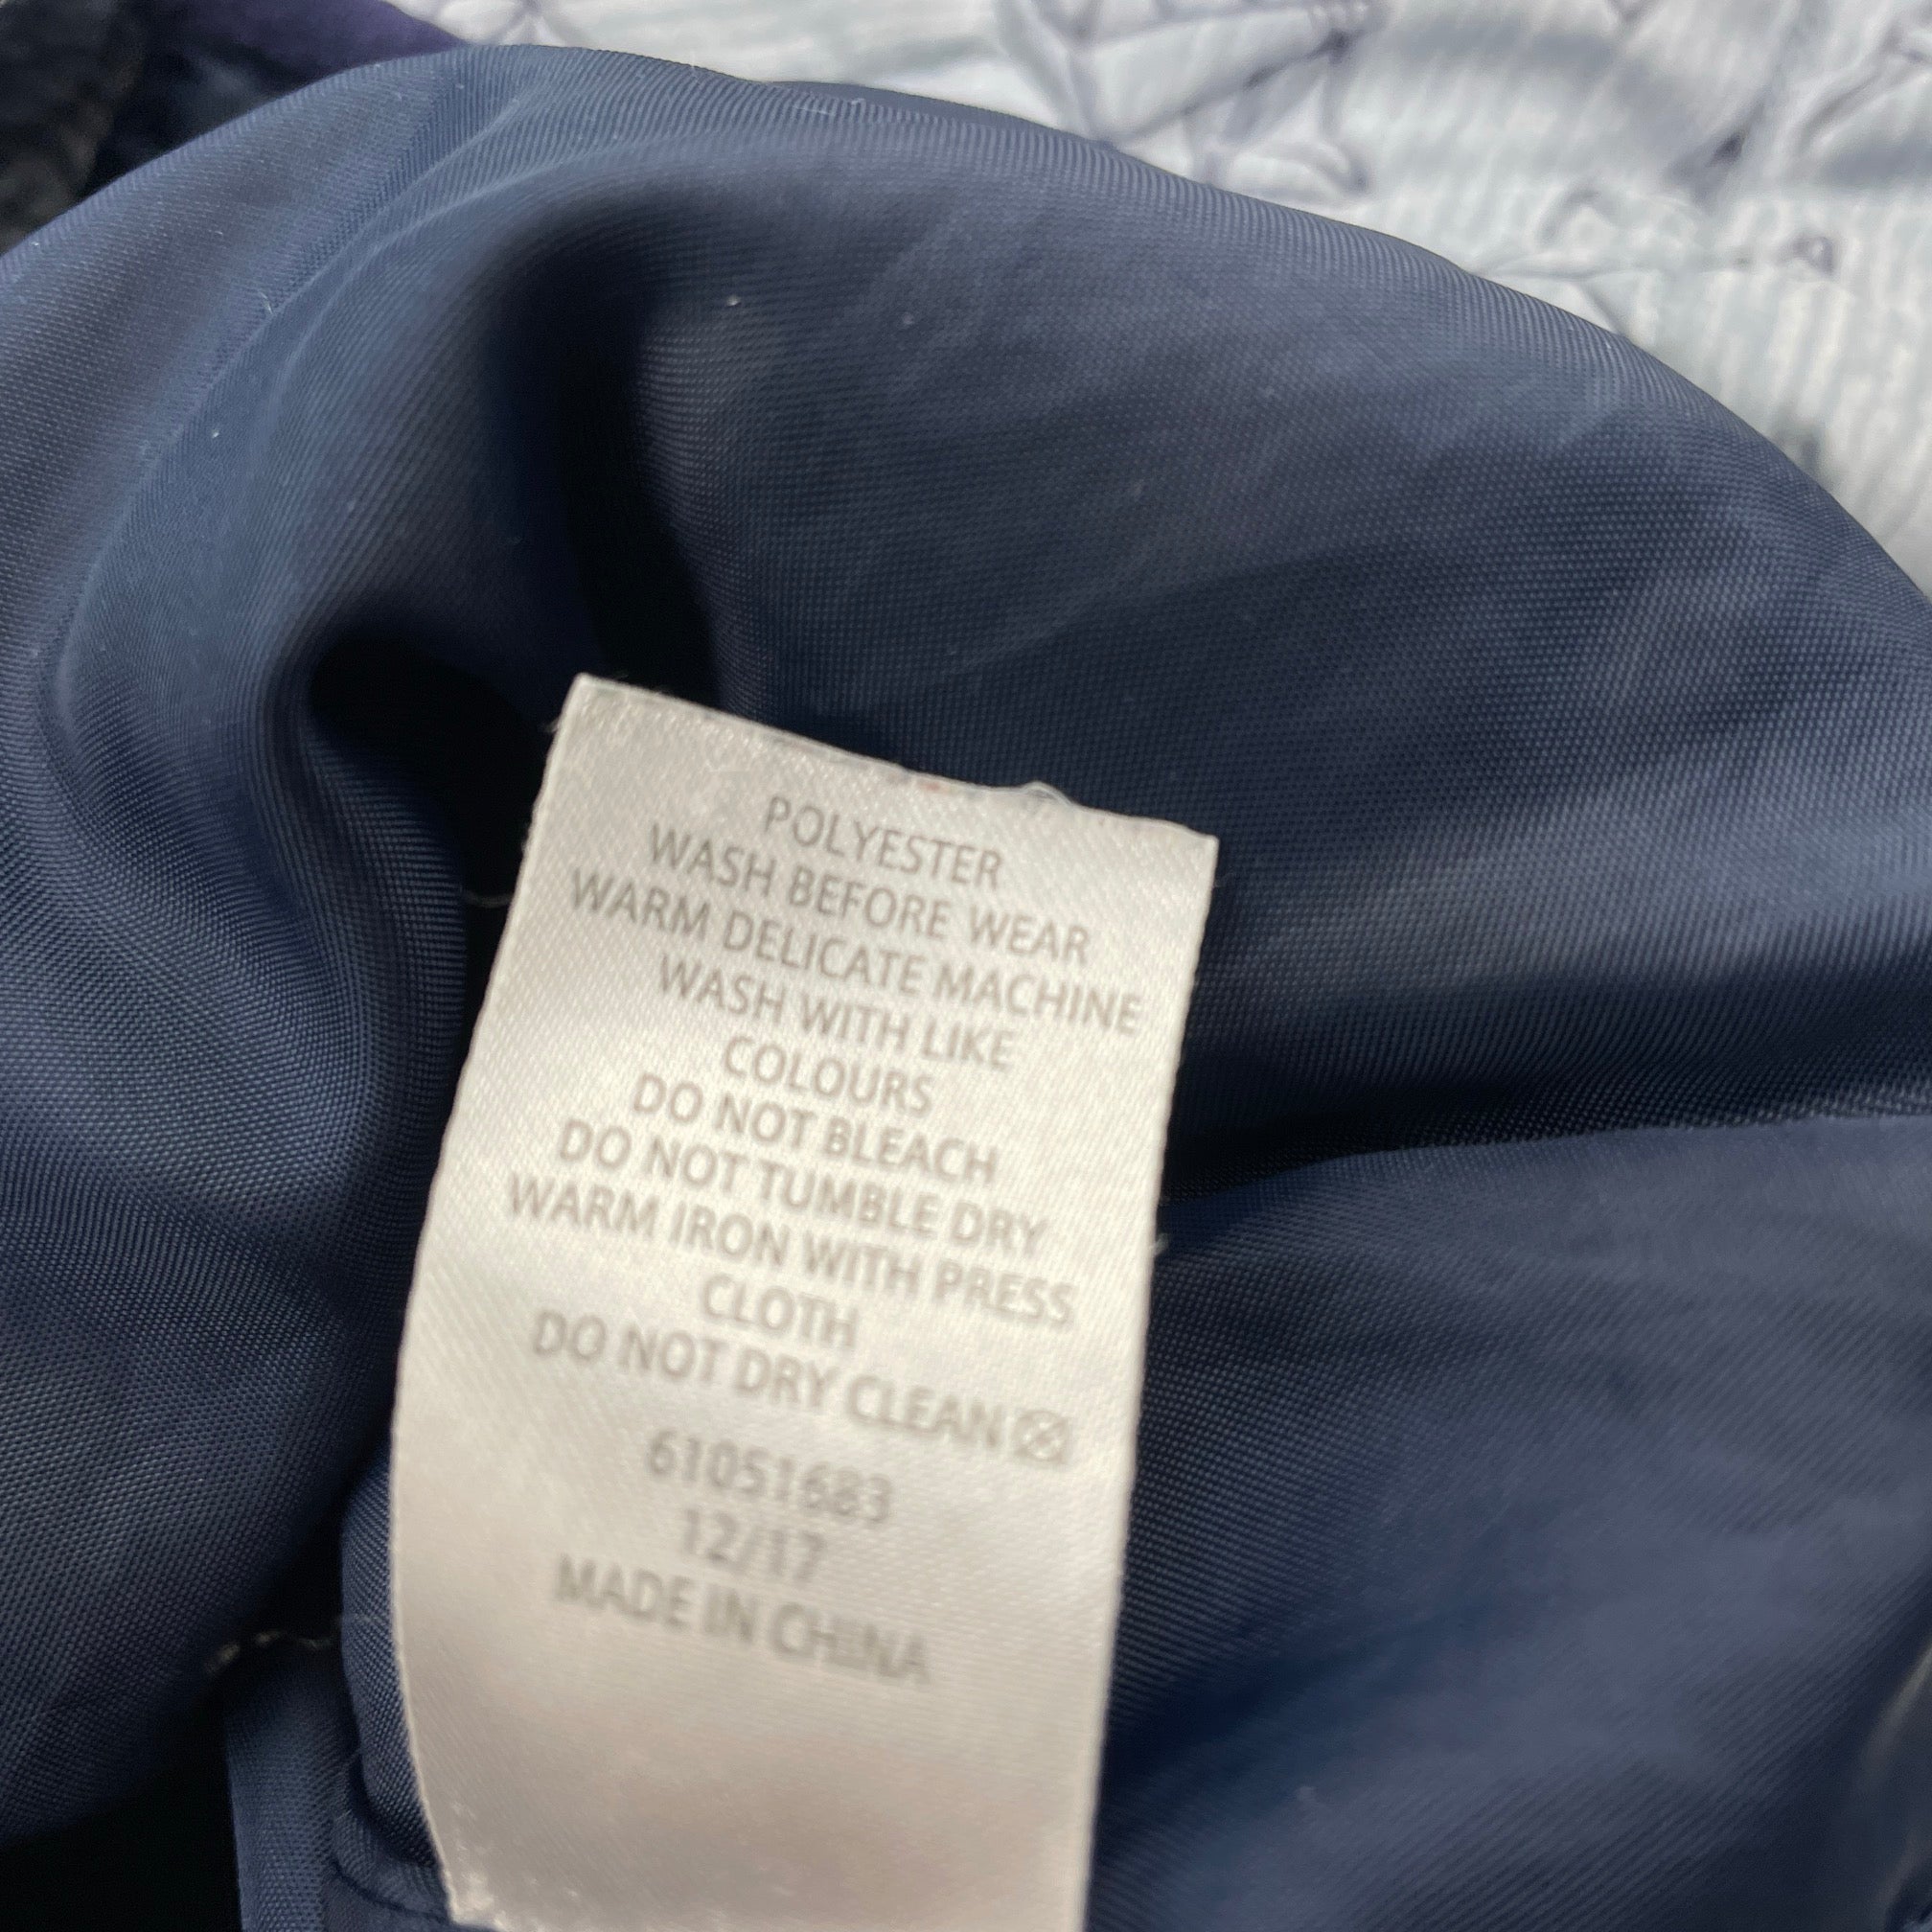 POLYESTER
WASH BEFORE WEAR
WARM DELICATE MACHINE
WASH WITH LIKE
COLOURS
DO NOT BLEACH
DO NOT TUMBLE DRY
WARM IRON WITH PRESS
CLOTH
DO NOT DRY CLEAN
61051683
12/17
MADE IN CHINA